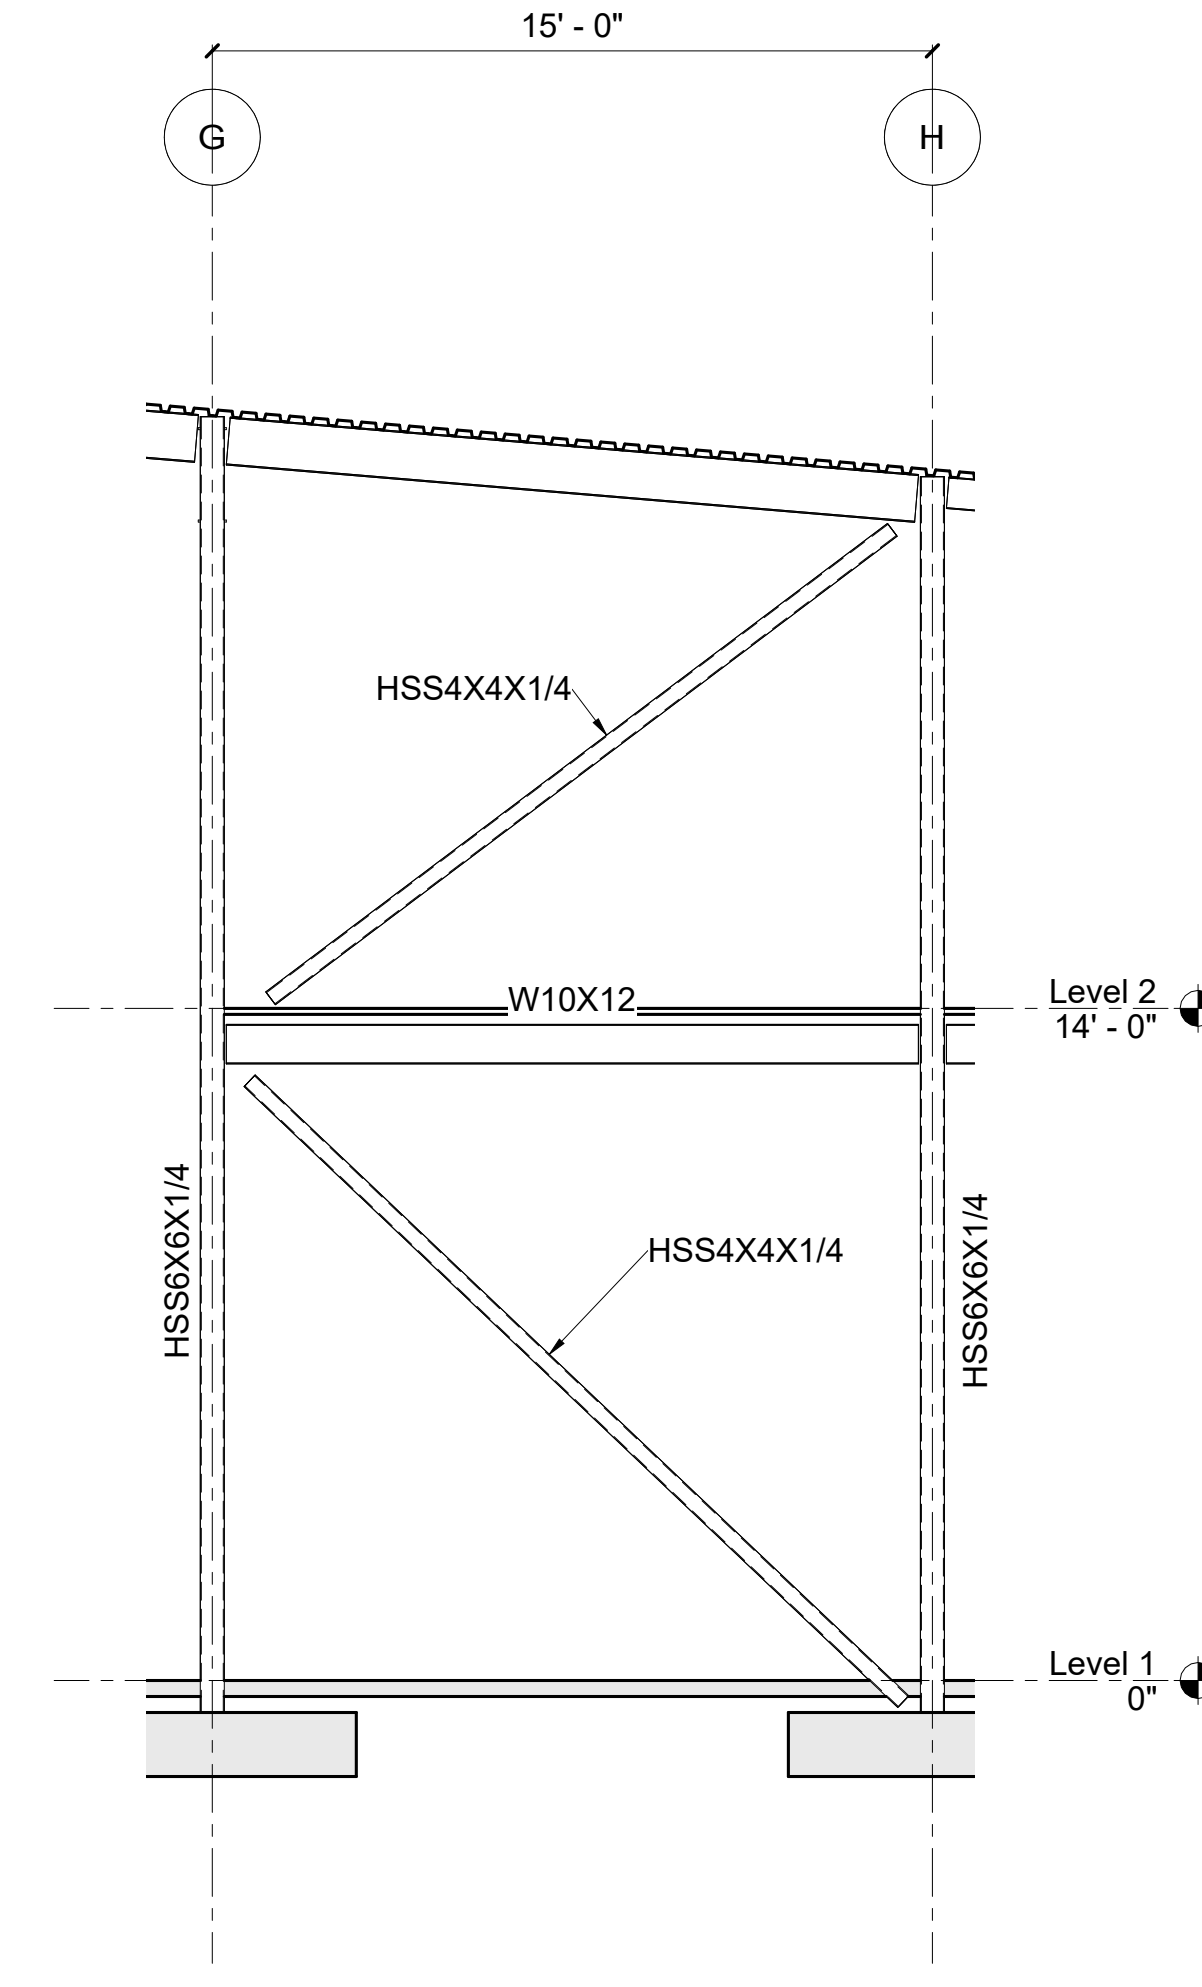 15' - 0"
G
H
HSS4X4X1/4
W10X12
Level 2
14' - 0"
HSS6X6X1/4
HSS4X4X1/4
HSS6X6X1/4
Level 1
0"